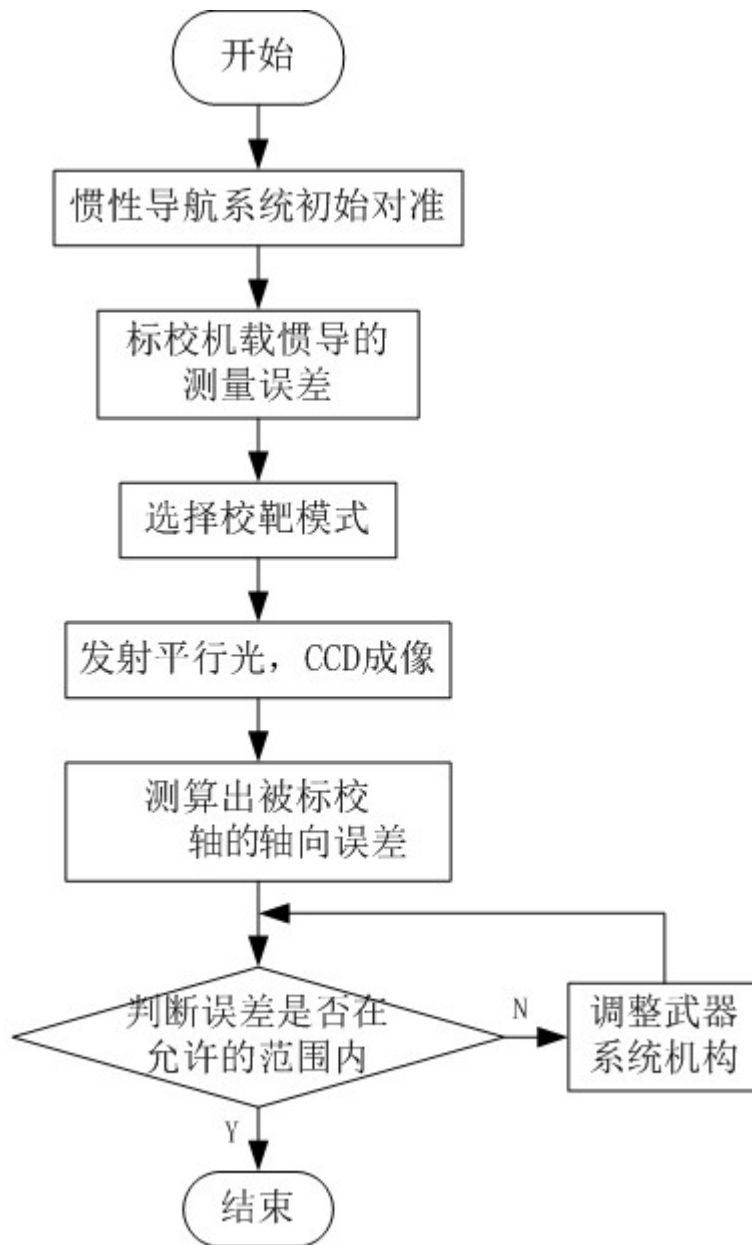 开始
惯性导航系统初始对准
标校机载惯导的
测量误差
选择校靶模式
发射平行光，CCD成像
测算出被标校
轴的轴向误差
判断误差是否在
允许的范围内
N
调整武器
系统机构
Y
结束